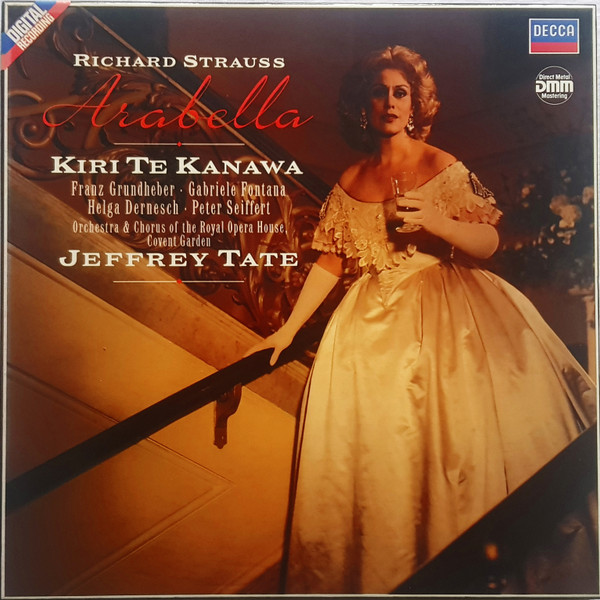 DIGITAL
RECORDING
DECCA
RICHARD STRAUSS
Arabella
Direct Metal
DMM
Mastering
KIRI TE KANAWA
Franz Grundheber · Gabriele Fontana
Helga Dernesch · Peter Seiffert
Orchestra & Chorus of the Royal Opera House,
Covent Garden
JEFFREY TATE